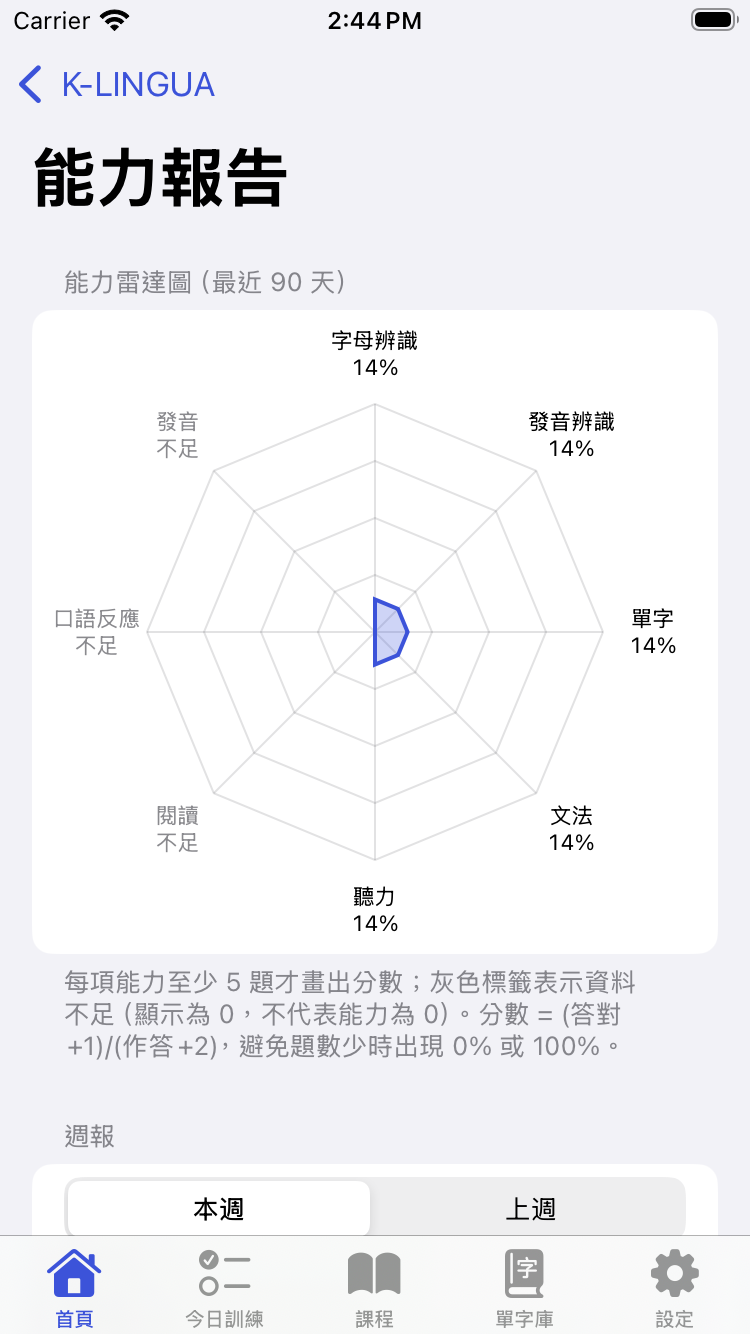 Carrier 2:44 PM
K-LINGUA
能力報告
能力雷達圖（最近 90 天）
字母辨識
14%
發音
不足
發音辨識
14%
口語反應
不足
單字
14%
閱讀
不足
文法
14%
聽力
14%
每項能力至少 5 題才畫出分數；灰色標籤表示資料
不足（顯示為 0，不代表能力為 0）。分數 = (答對
+1)/(作答+2)，避免題數少時出現 0% 或 100%。
週報
本週 上週
字
首頁 今日訓練 課程 單字庫 設定